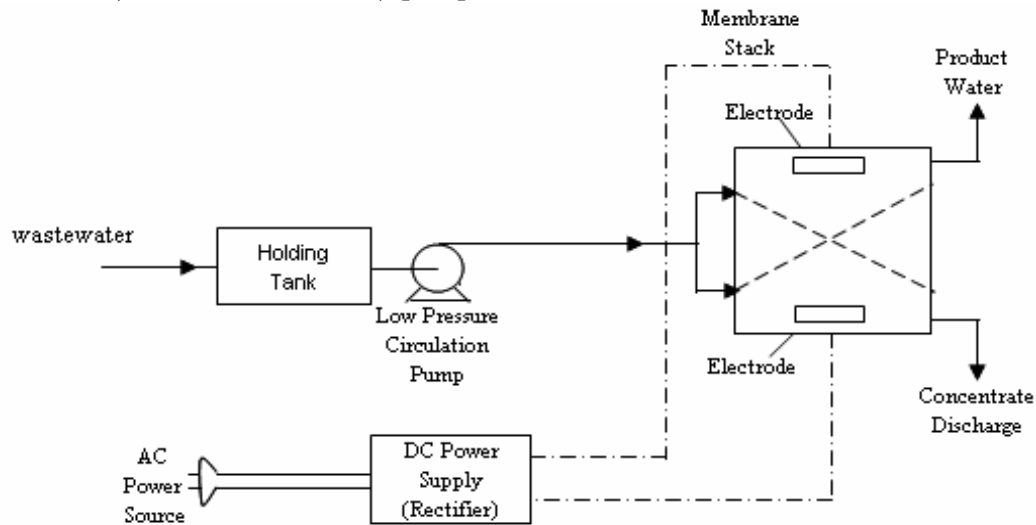 Membrane
Stack
Product
Water
Electrode
wastewater
Holding
Tank
Low Pressure
Circulation
Pump
Electrode
Concentrate
Discharge
AC
Power
Source
DC Power
Supply
(Rectifier)